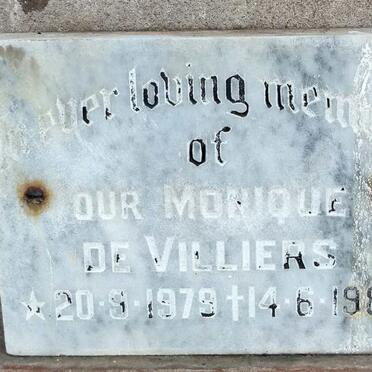 ever loving mem
of
OUR MONIQUE
DE VILLIERS
★ 20·9·1979 † 14·6·198